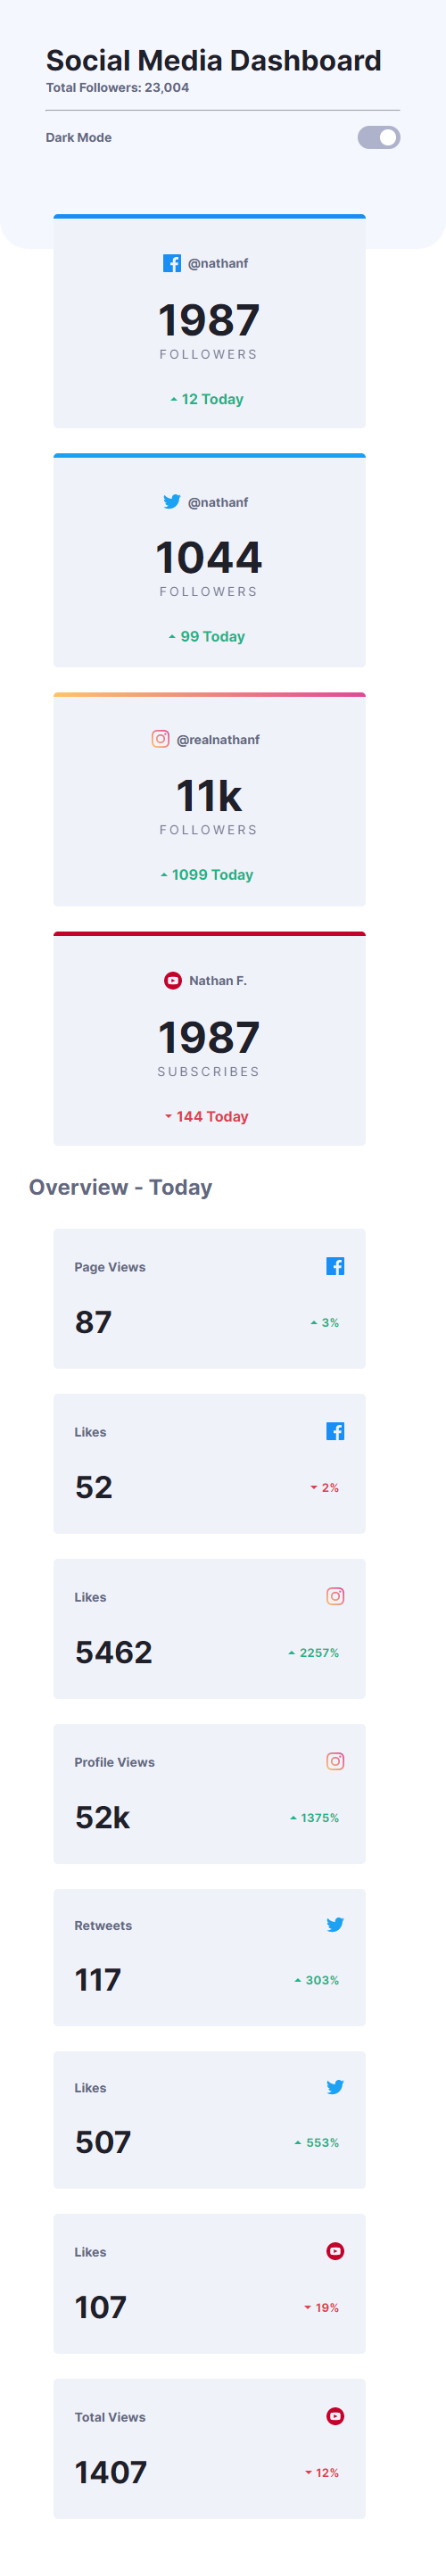 Social Media Dashboard
Total Followers: 23,004
Dark Mode
@nathanf
1987
FOLLOWERS
12 Today
@nathanf
1044
FOLLOWERS
99 Today
@realnathanf
11k
FOLLOWERS
1099 Today
Nathan F.
1987
SUBSCRIBES
144 Today
Overview - Today
Page Views
87
3%
Likes
52
2%
Likes
5462
2257%
Profile Views
52k
1375%
Retweets
117
303%
Likes
507
553%
Likes
107
19%
Total Views
1407
12%